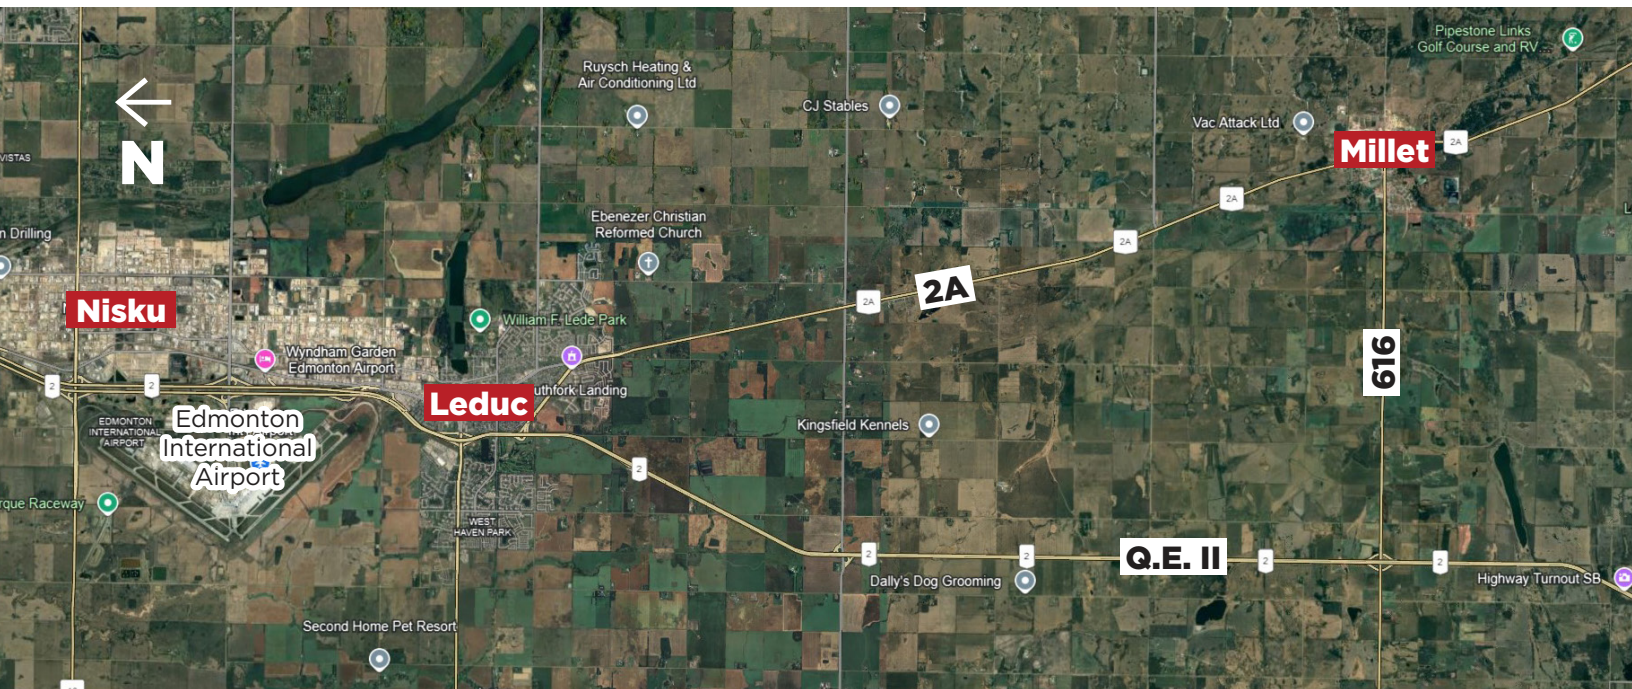 Pipestone Links
Golf Course and RV
Ruysch Heating &
Air Conditioning Ltd
CJ Stables
Vac Attack Ltd
N
VISTAS
Millet
2A
2A
2A
Ebenezer Christian
Reformed Church
n Drilling
2A
2A
Nisku
William F. Lede Park
Wyndham Garden
Edmonton Airport
616
2
2
uthfork Landing
Leduc
EDMONTON
INTERNATIONAL
AIRPORT
Edmonton
International
Airport
Kingsfield Kennels
2
rque Raceway
WEST
HAVEN PARK
2
2
Q.E. II
2
2
Dally's Dog Grooming
Highway Turnout SB
Second Home Pet Resort